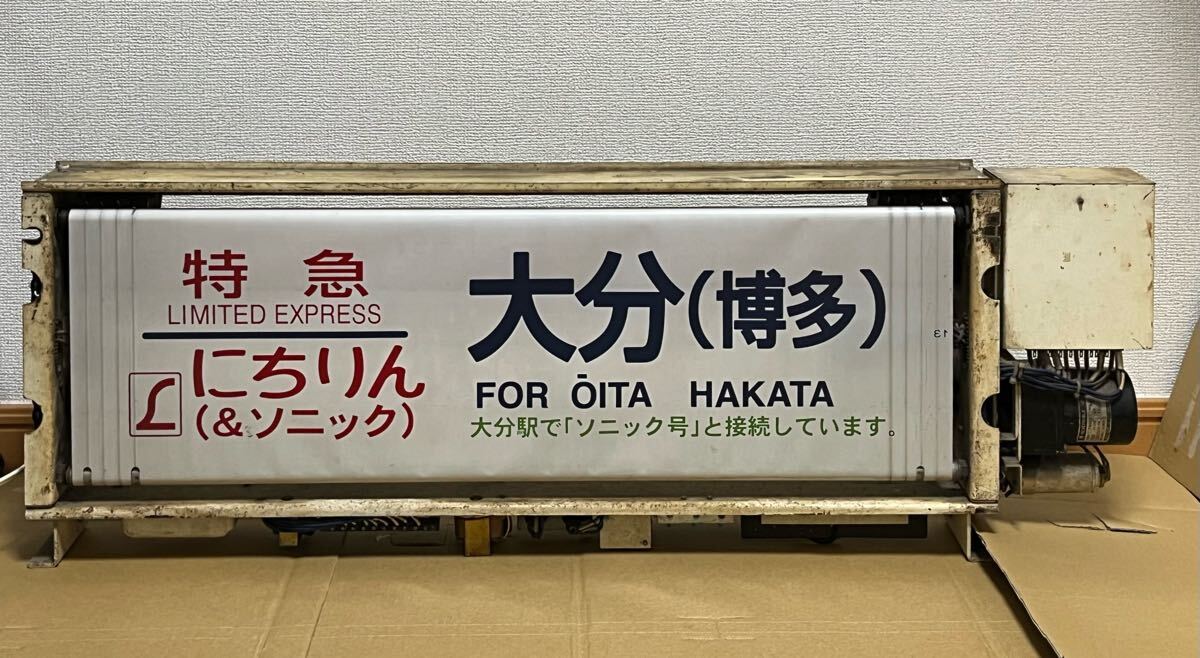 特急
LIMITED EXPRESS
にちりん
(&ソニック)
大分(博多)
FOR ŌITA HAKATA
大分駅で「ソニック号」と接続しています。
13